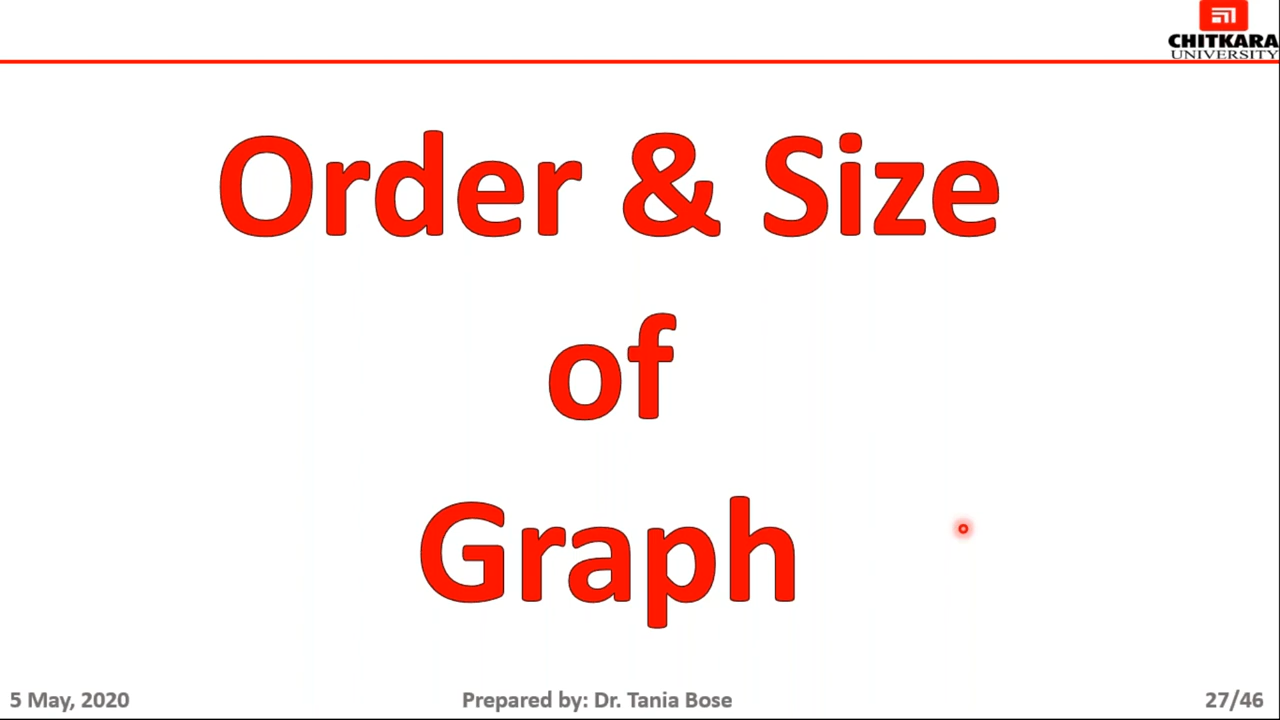 CHITKARA
UNIVERSITY
Order & Size
of
Graph
5 May, 2020
Prepared by: Dr. Tania Bose
27/46